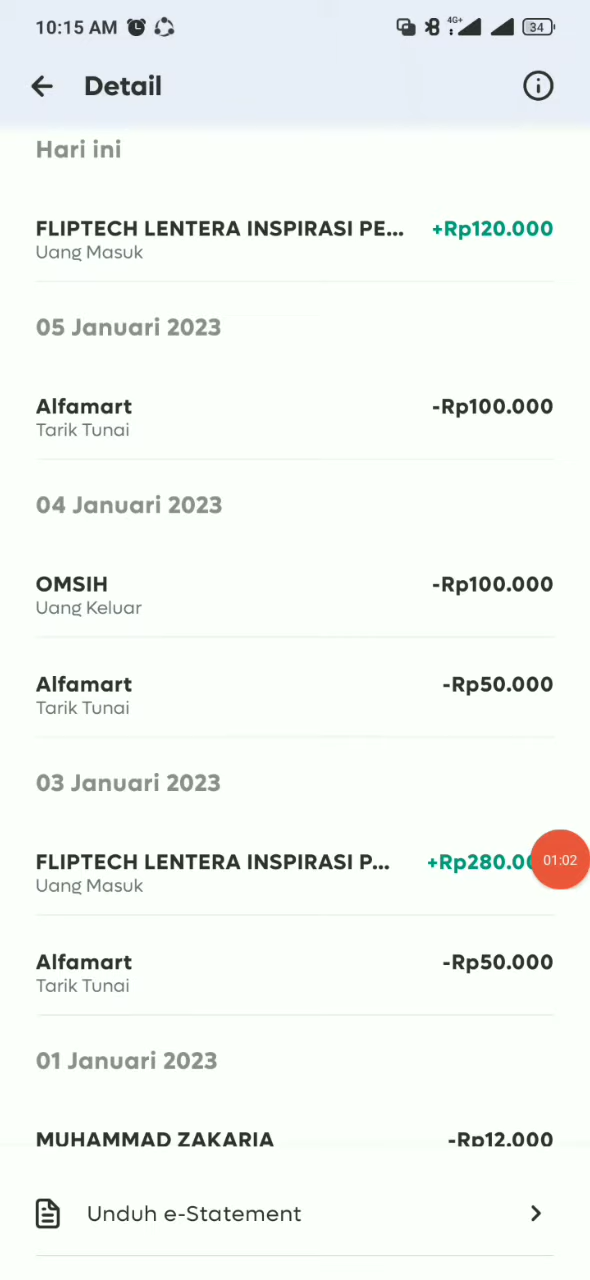 10:15 AM 4G+ 34
Detail
Hari ini
FLIPTECH LENTERA INSPIRASI PE... +Rp120.000
Uang Masuk
05 Januari 2023
Alfamart -Rp100.000
Tarik Tunai
04 Januari 2023
OMSIH -Rp100.000
Uang Keluar
Alfamart -Rp50.000
Tarik Tunai
03 Januari 2023
FLIPTECH LENTERA INSPIRASI P... 01:02
Uang Masuk
Alfamart -Rp50.000
Tarik Tunai
01 Januari 2023
MUHAMMAD ZAKARIA -Rp12.000
Unduh e-Statement